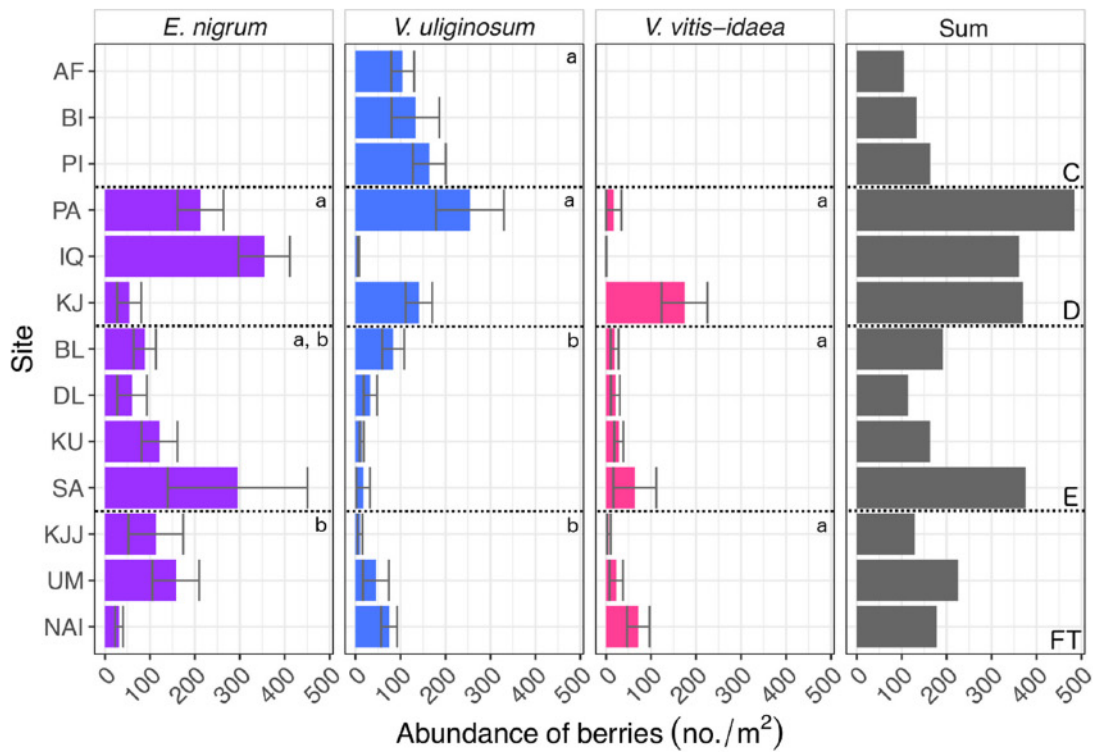 E. nigrum V. uliginosum V. vitis−idaea Sum
AF a
BI
PI C
PA a a a
IQ
KJ D
BL a, b b a
DL
KU
SA E
KJJ b b a
UM
NAI FT
Site
0 100 200 300 400 500 0 100 200 300 400 500 0 100 200 300 400 500 0 100 200 300 400 500
Abundance of berries (no./m²)